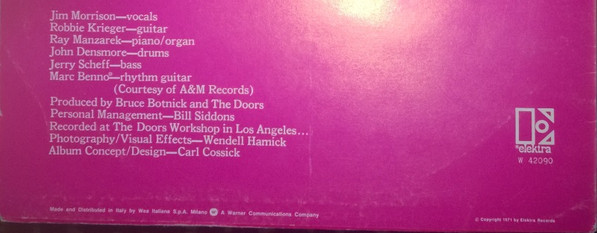 Jim Morrison—vocals
Robbie Krieger—guitar
Ray Manzarek—piano/organ
John Densmore—drums
Jerry Scheff—bass
Marc Benno—rhythm guitar
(Courtesy of A&M Records)
Produced by Bruce Botnick and The Doors
Personal Management—Bill Siddons
Recorded at The Doors Workshop in Los Angeles...
Photography/Visual Effects—Wendell Hamick
Album Concept/Design—Carl Cossick
elektra
W 42090
Made and Distributed in Italy by Wea Italiana S.p.A. Milano W A Warner Communications Company
© Copyright 1971 by Elektra Records